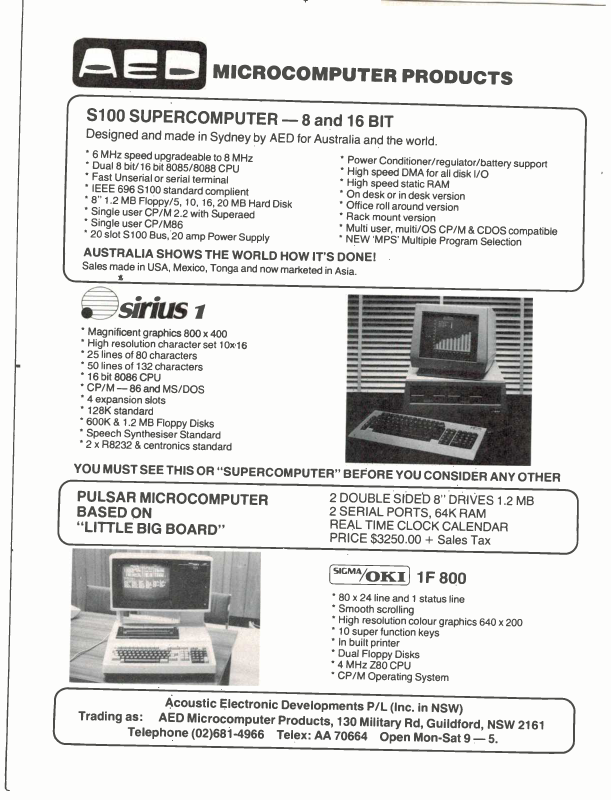 AED MICROCOMPUTER PRODUCTS
S100 SUPERCOMPUTER — 8 and 16 BIT
Designed and made in Sydney by AED for Australia and the world.
* 6 MHz speed upgradeable to 8 MHz
* Dual 8 bit/16 bit 8085/8088 CPU
* Fast Unserial or serial terminal
* IEEE 696 S100 standard complient
* 8" 1.2 MB Floppy/5, 10, 16, 20 MB Hard Disk
* Single user CP/M 2.2 with Superaed
* Single user CP/M86
* 20 slot S100 Bus, 20 amp Power Supply
* Power Conditioner/regulator/battery support
* High speed DMA for all disk I/O
* High speed static RAM
* On desk or in desk version
* Office roll around version
* Rack mount version
* Multi user, multi/OS CP/M & CDOS compatible
* NEW 'MPS' Multiple Program Selection
AUSTRALIA SHOWS THE WORLD HOW IT'S DONE!
Sales made in USA, Mexico, Tonga and now marketed in Asia.
sirius 1
* Magnificent graphics 800 x 400
* High resolution character set 10x16
* 25 lines of 80 characters
* 50 lines of 132 characters
* 16 bit 8086 CPU
* CP/M — 86 and MS/DOS
* 4 expansion slots
* 128K standard
* 600K & 1.2 MB Floppy Disks
* Speech Synthesiser Standard
* 2 x R8232 & centronics standard
YOU MUST SEE THIS OR "SUPERCOMPUTER" BEFORE YOU CONSIDER ANY OTHER
PULSAR MICROCOMPUTER
BASED ON
"LITTLE BIG BOARD"
2 DOUBLE SIDED 8" DRIVES 1.2 MB
2 SERIAL PORTS, 64K RAM
REAL TIME CLOCK CALENDAR
PRICE $3250.00 + Sales Tax
SIGMA/OKI 1F 800
* 80 x 24 line and 1 status line
* Smooth scrolling
* High resolution colour graphics 640 x 200
* 10 super function keys
* In built printer
* Dual Floppy Disks
* 4 MHz Z80 CPU
* CP/M Operating System
Acoustic Electronic Developments P/L (Inc. in NSW)
Trading as: AED Microcomputer Products, 130 Military Rd, Guildford, NSW 2161
Telephone (02)681-4966 Telex: AA 70664 Open Mon-Sat 9 — 5.